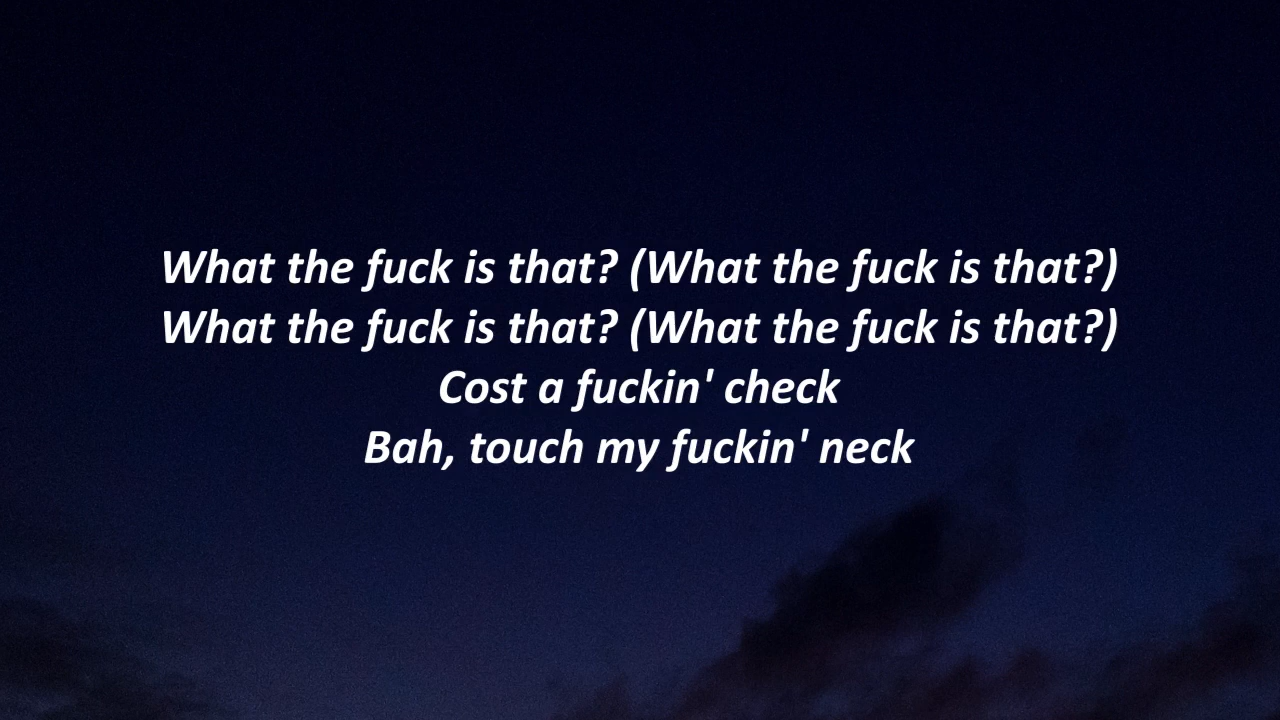 What the fuck is that? (What the fuck is that?)
What the fuck is that? (What the fuck is that?)
Cost a fuckin' check
Bah, touch my fuckin' neck